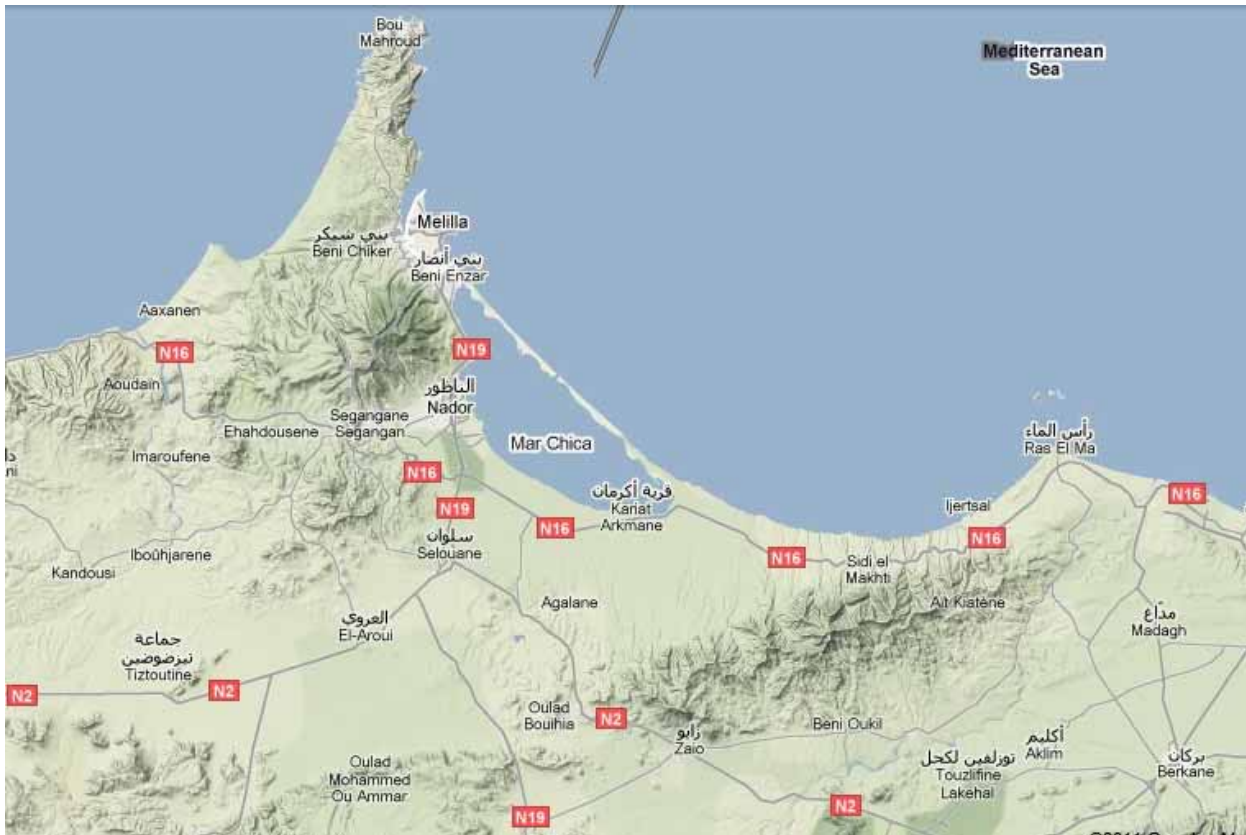 Bou
Mahroud
Mediterranean
Sea
Melilla
بني شيكر
Beni Chiker
بني أنصار
Beni Enzar
Aaxanen
N16
N19
Aoudain
الناظور
Nador
Segangane
Segangan
Ehahdousene
Mar Chica
رأس الماء
Ras El Ma
Imaroufene
N16
N19
قرية أكرمان
Kariat
Arkmane
N16
N16
Ijertsal
N16
N16
سلوان
Selouane
Iboûhjarene
Kandousi
Sidi el
Makhti
Agalane
Aït Kiatène
العروي
El-Aroui
مدّاغ
Madagh
جماعة
تيزضوضين
Tiztoutine
N2
N2
Oulad
Bouihia
N2
زايو
Zaio
Beni Oukil
أكليم
Aklim
توزلفين لكحل
Touzlifine
Lakehal
بركان
Berkane
Oulad
Mohammed
Ou Ammar
N19
N2